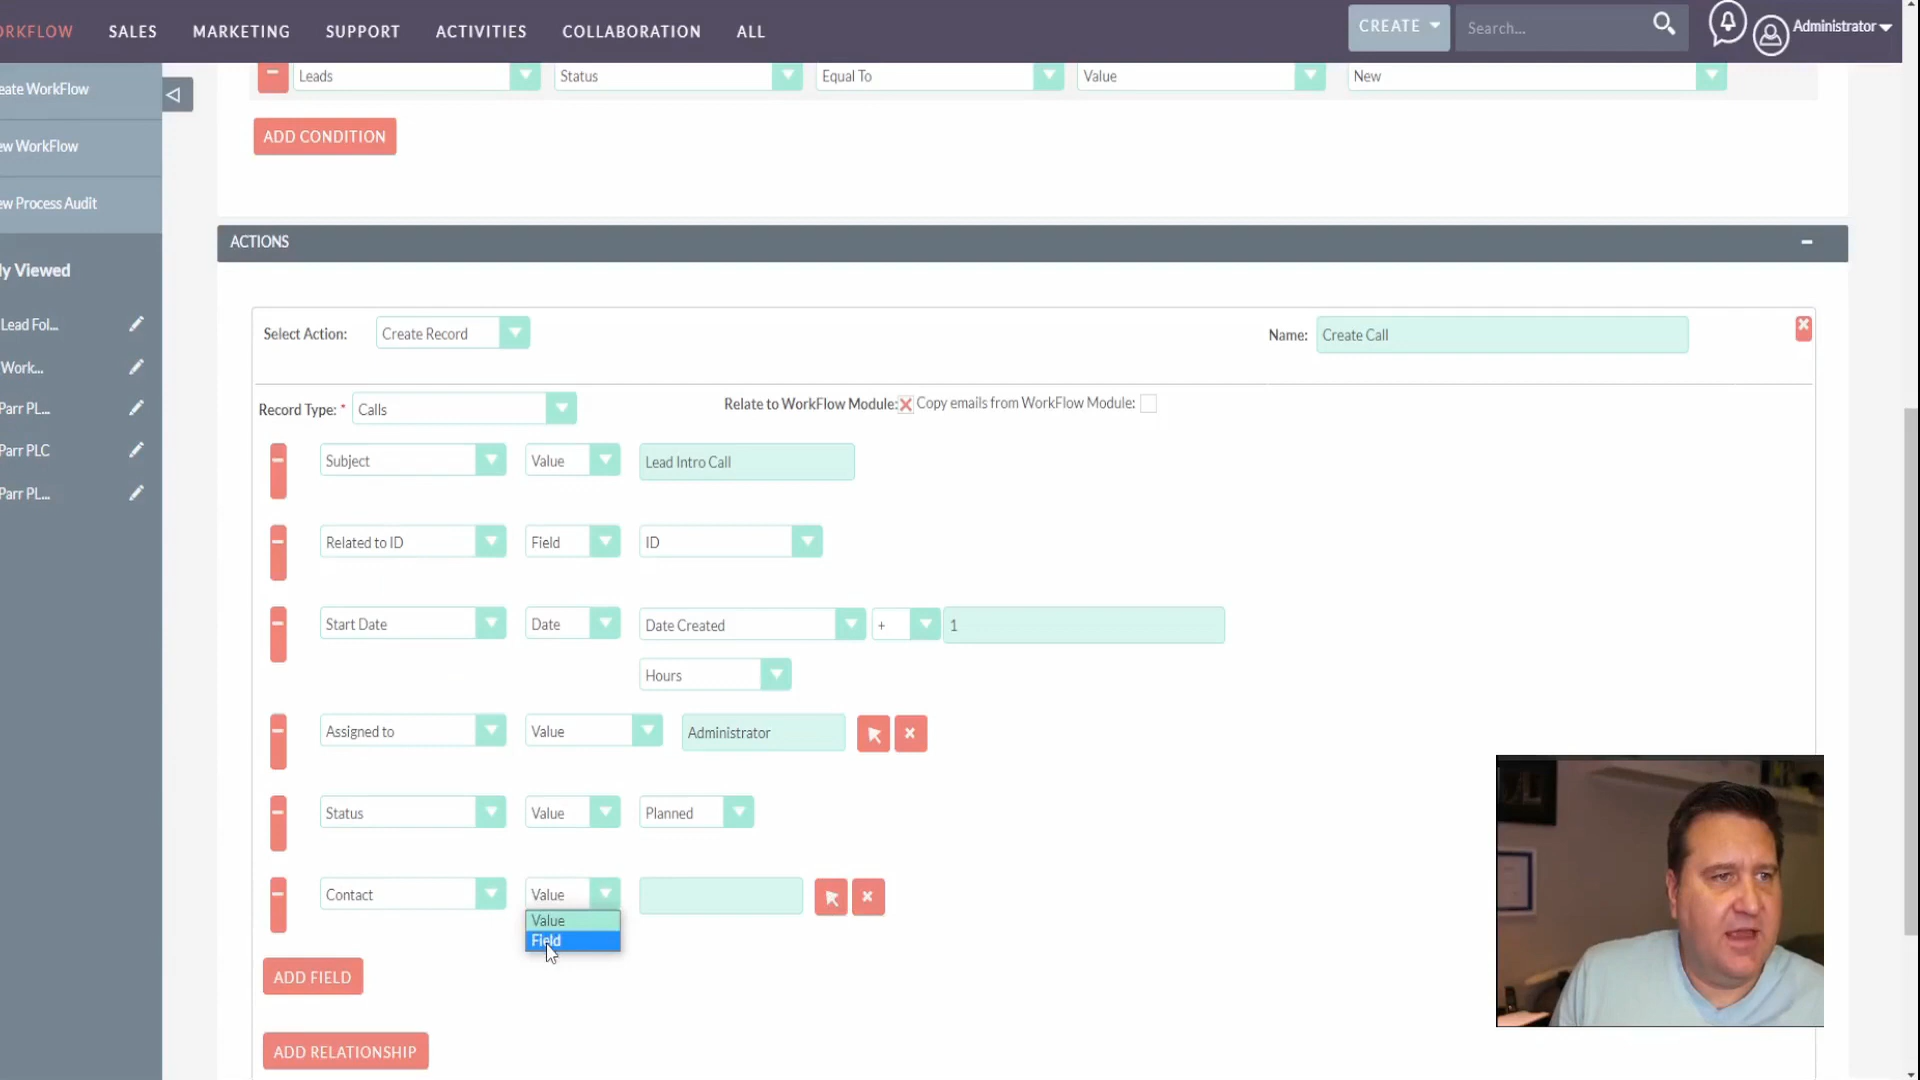 ORKFLOW SALES MARKETING SUPPORT ACTIVITIES COLLABORATION ALL CREATE Search... Administrator
eate WorkFlow
ew WorkFlow
ew Process Audit
ly Viewed
Lead Fol...
Work...
Parr PL...
Parr PLC
Parr PL...
Leads Status Equal To Value New
ADD CONDITION
ACTIONS
Select Action: Create Record Name: Create Call
Record Type: * Calls Relate to WorkFlow Module: Copy emails from WorkFlow Module:
Subject Value Lead Intro Call
Related to ID Field ID
Start Date Date Date Created + 1
Hours
Assigned to Value Administrator
Status Value Planned
Contact Value
Value
Field
ADD FIELD
ADD RELATIONSHIP